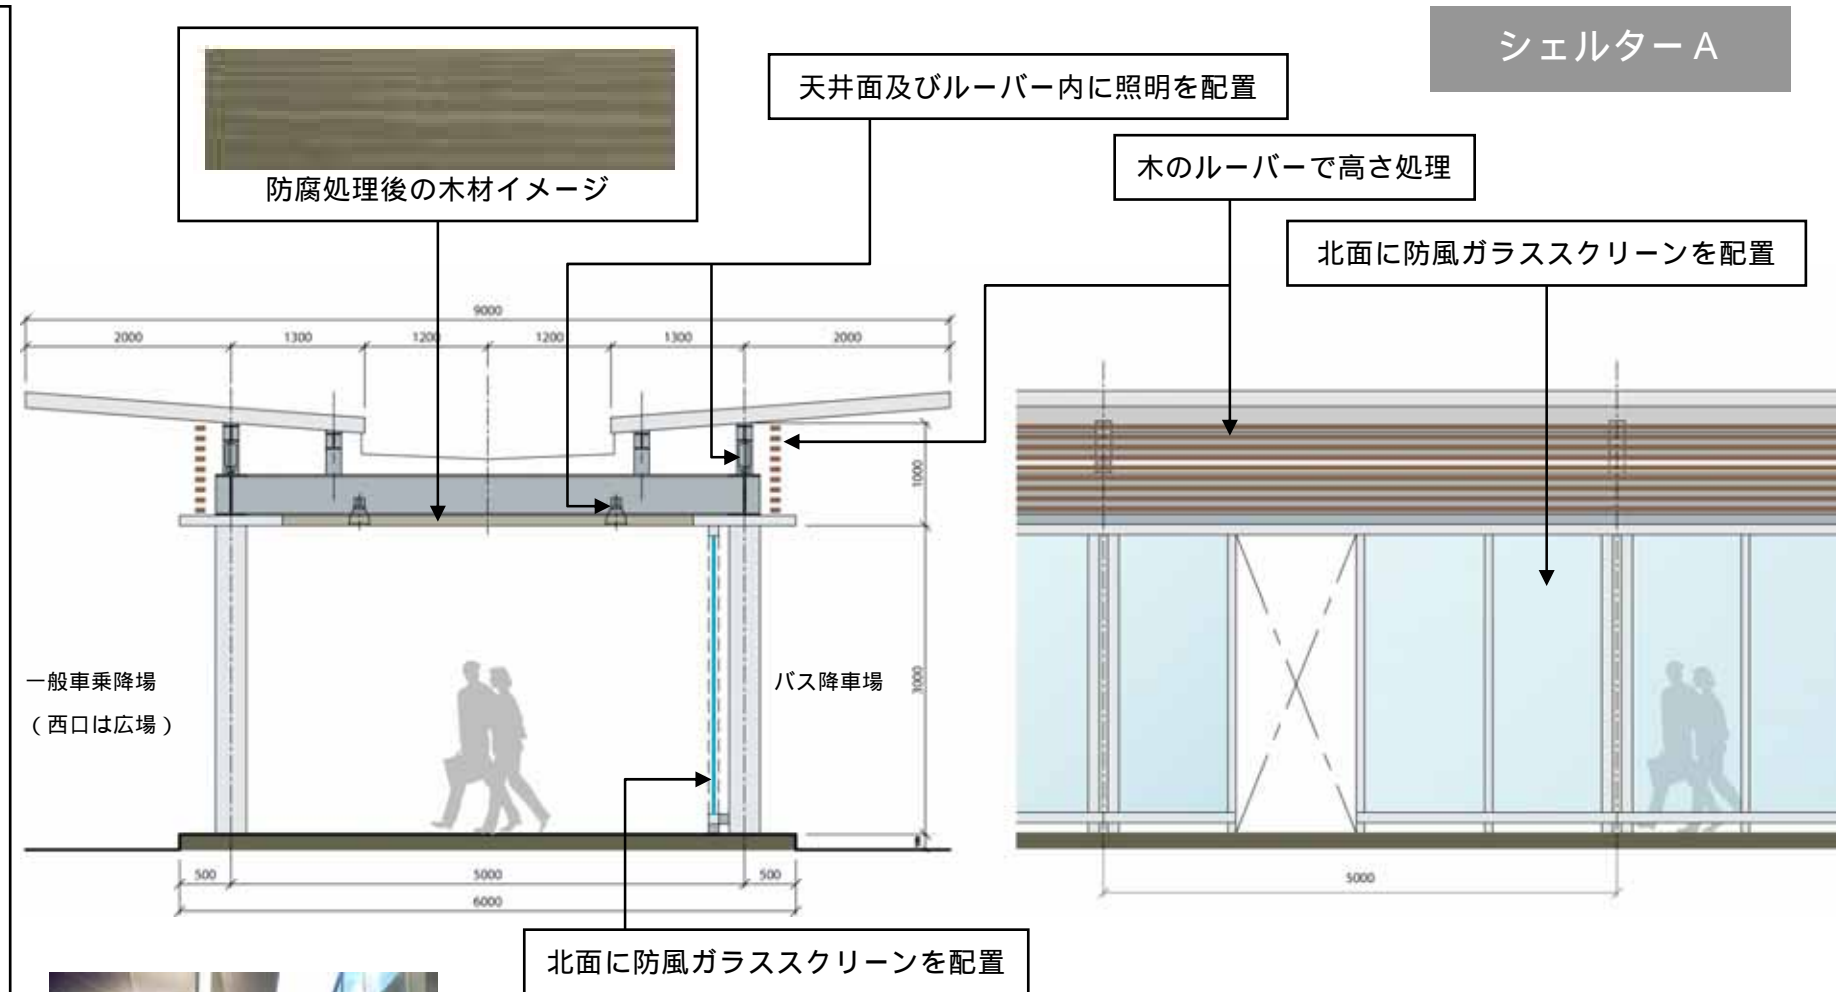 シェルターA
天井面及びルーバー内に照明を配置
木のルーバーで高さ処理
防腐処理後の木材イメージ
北面に防風ガラススクリーンを配置
9000
2000 1300 1200 1200 1300 2000
1000
一般車乗降場
（西口は広場）
バス降車場
3000
500 5000 500
6000
5000
北面に防風ガラススクリーンを配置